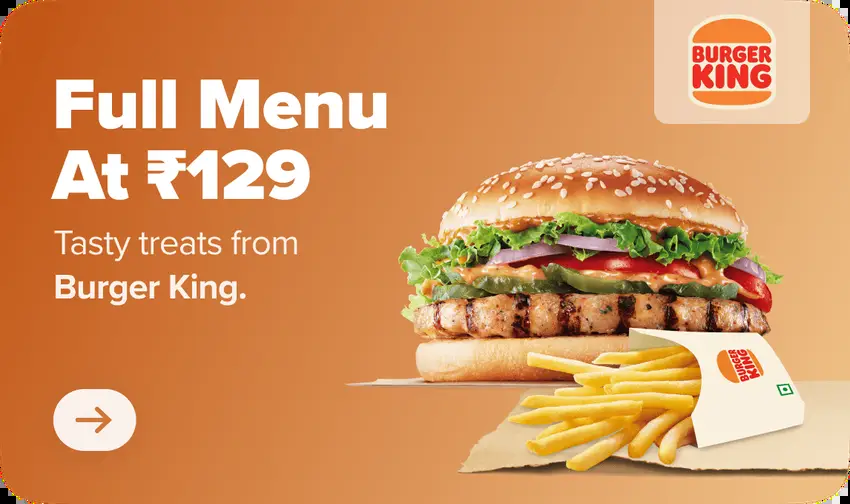 Full Menu
At ₹129
Tasty treats from
Burger King.
BURGER
KING
BURGER
KING